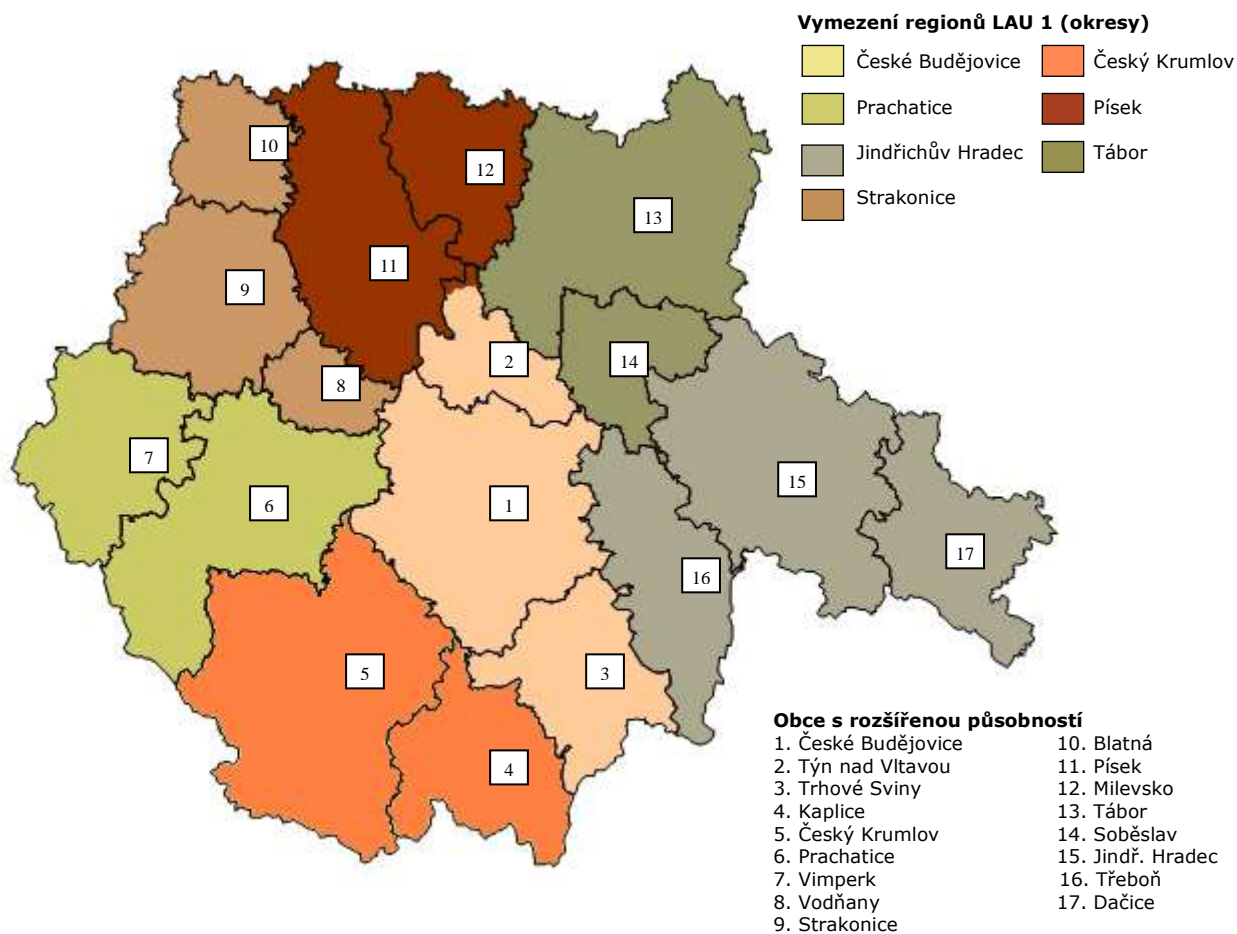 Vymezení regionů LAU 1 (okresy)
České Budějovice
Český Krumlov
Prachatice
Písek
Jindřichův Hradec
Tábor
Strakonice
10
12
13
11
9
2
14
8
7
6
1
15
17
16
5
3
4
Obce s rozšířenou působností
1. České Budějovice
2. Týn nad Vltavou
3. Trhové Sviny
4. Kaplice
5. Český Krumlov
6. Prachatice
7. Vimperk
8. Vodňany
9. Strakonice
10. Blatná
11. Písek
12. Milevsko
13. Tábor
14. Soběslav
15. Jindř. Hradec
16. Třeboň
17. Dačice